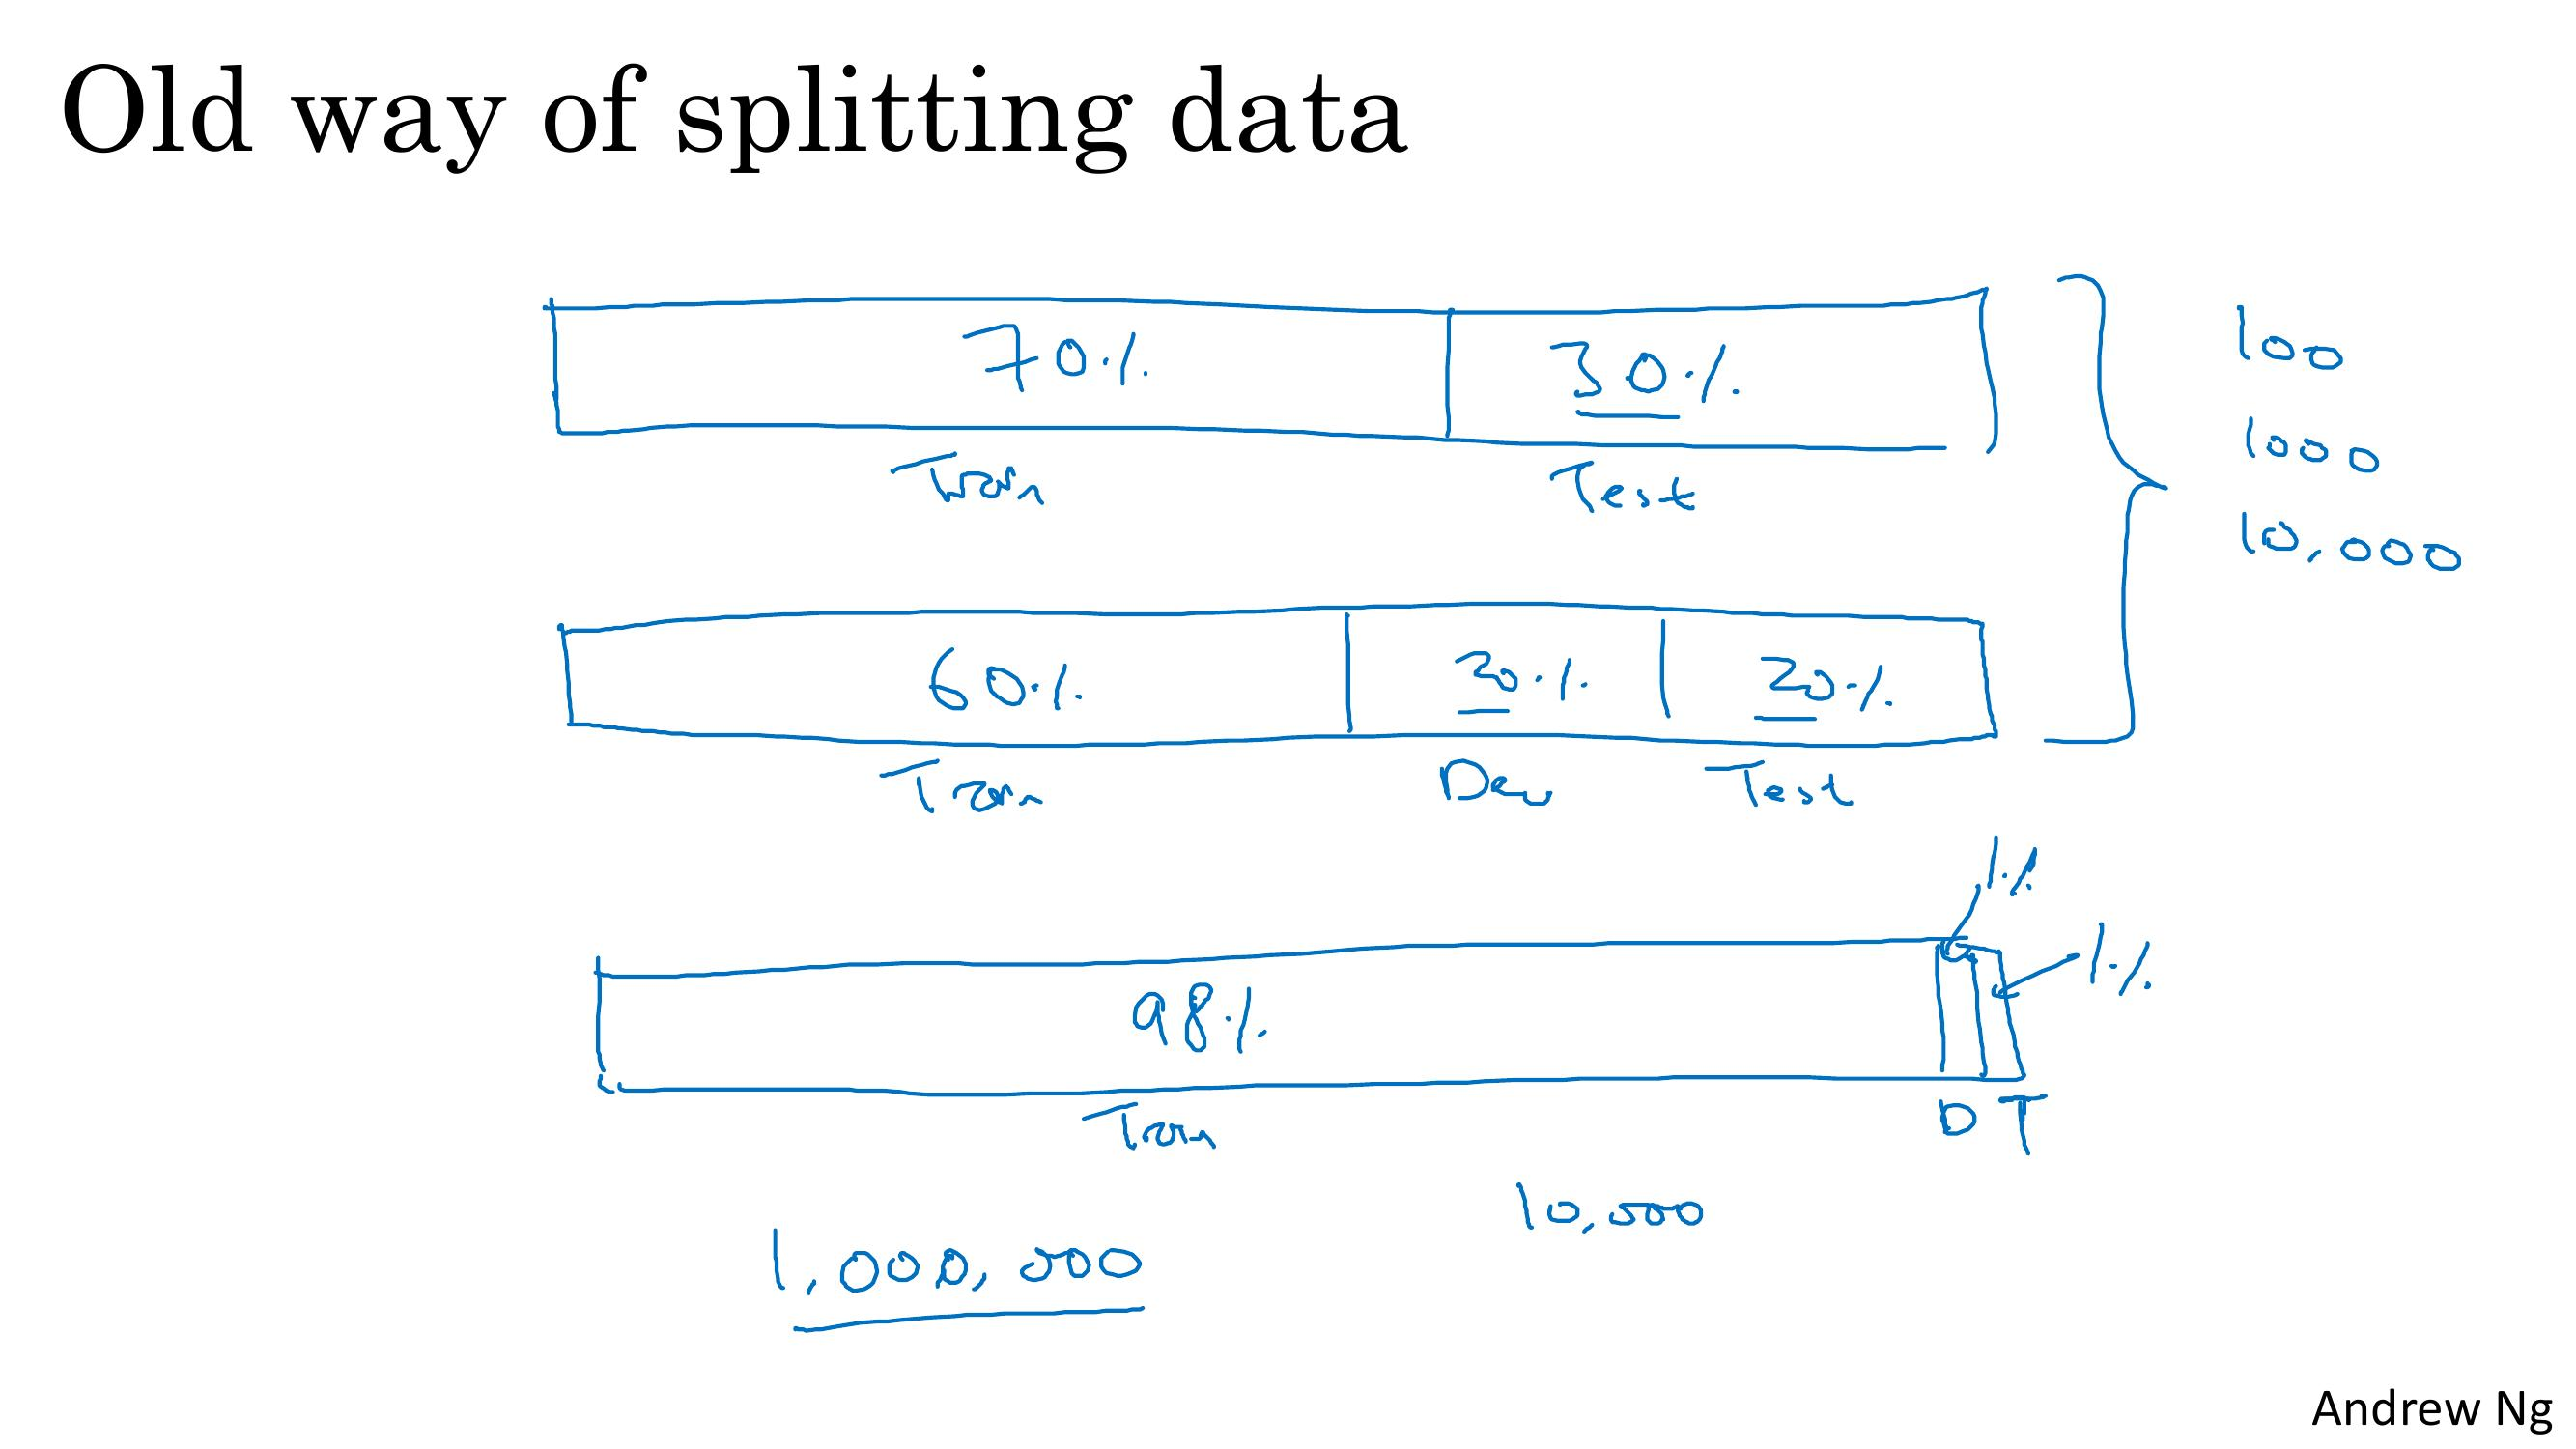 Old way of splitting data
70% 30%
Train Test
100
1000
10,000
60% 20% 20%
Train Dev Test
1%
1%
98%
Train D T
10,000
1,000,000
Andrew Ng